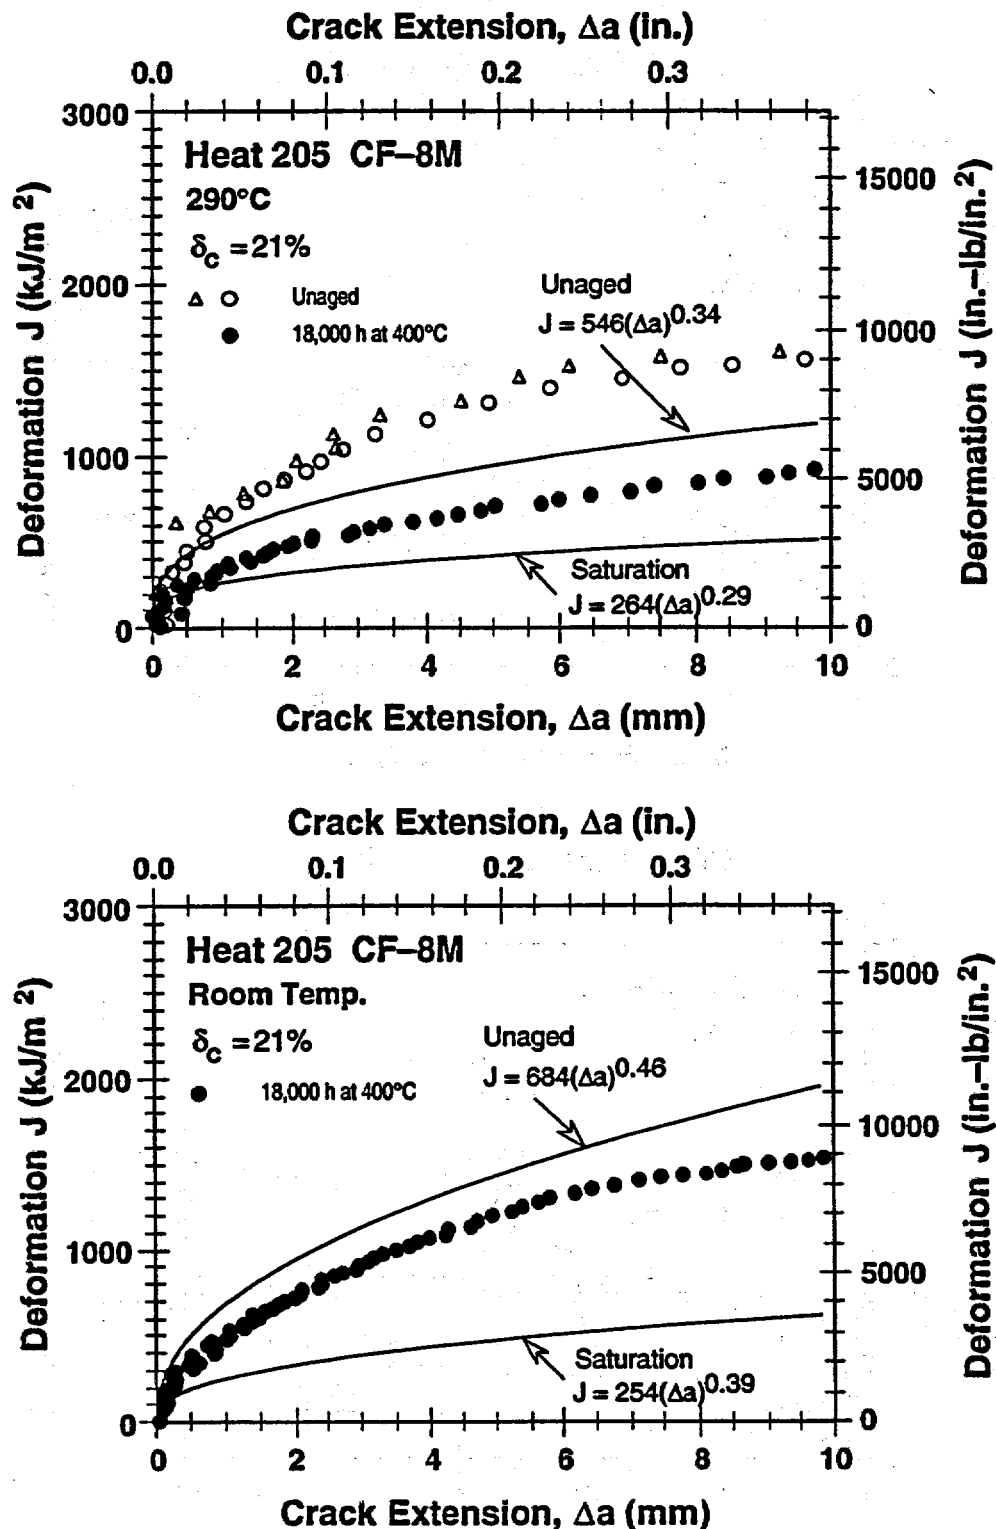 Crack Extension, Δa (in.)
0.0 0.1 0.2 0.3
3000
2000
1000
0
Deformation J (kJ/m²)
Heat 205 CF–8M
290°C
δc = 21%
Unaged
18,000 h at 400°C
Unaged
J = 546(Δa)^0.34
Saturation
J = 264(Δa)^0.29
15000
10000
5000
0
Deformation J (in.–lb/in.²)
0 2 4 6 8 10
Crack Extension, Δa (mm)
Crack Extension, Δa (in.)
0.0 0.1 0.2 0.3
3000
2000
1000
0
Deformation J (kJ/m²)
Heat 205 CF–8M
Room Temp.
δc = 21%
18,000 h at 400°C
Unaged
J = 684(Δa)^0.46
Saturation
J = 254(Δa)^0.39
15000
10000
5000
0
Deformation J (in.–lb/in.²)
0 2 4 6 8 10
Crack Extension, Δa (mm)